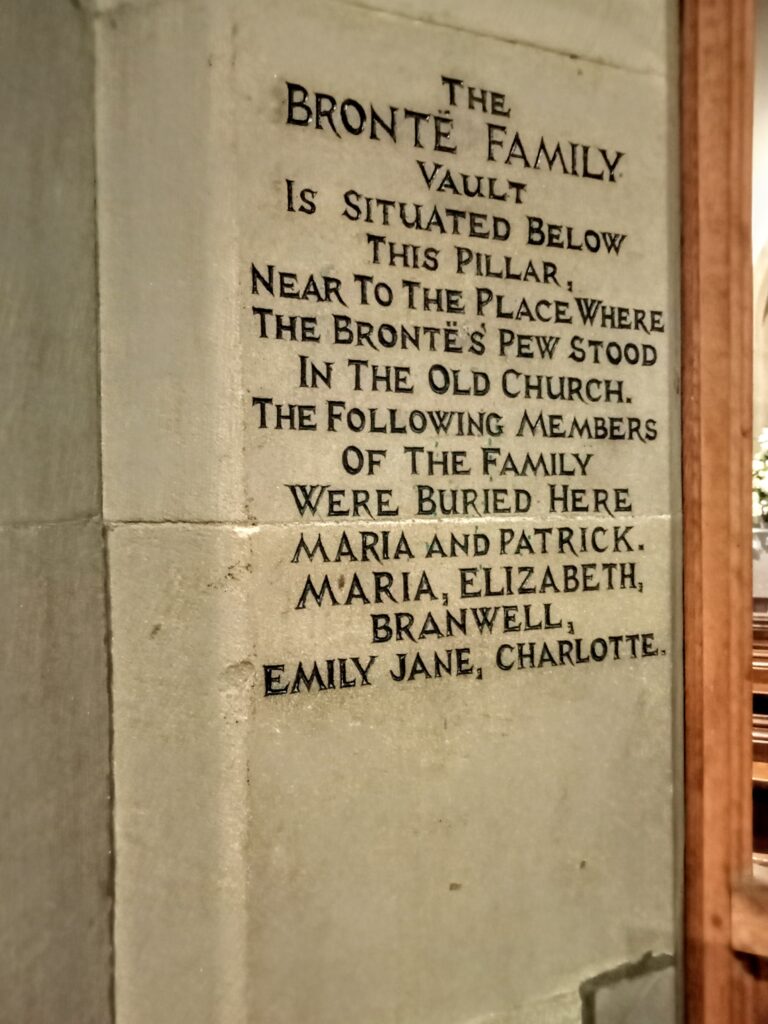 THE
BRONTË FAMILY
VAULT
IS SITUATED BELOW
THIS PILLAR,
NEAR TO THE PLACE WHERE
THE BRONTËS' PEW STOOD
IN THE OLD CHURCH.
THE FOLLOWING MEMBERS
OF THE FAMILY
WERE BURIED HERE
MARIA AND PATRICK.
MARIA, ELIZABETH,
BRANWELL,
EMILY JANE, CHARLOTTE.